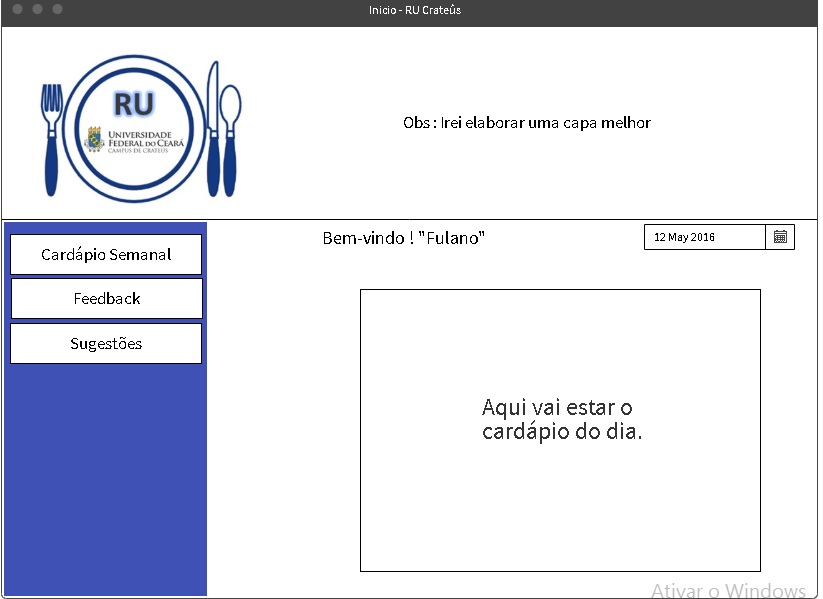 Inicio - RU Crateûs
RU
UNIVERSIDADE
FEDERAL DO CEARÁ
CAMPUS DE CRATEÚS
Obs : Irei elaborar uma capa melhor
Cardápio Semanal
Feedback
Sugestões
Bem-vindo ! "Fulano"
12 May 2016
Aqui vai estar o
cardápio do dia.
Ativar o Windows